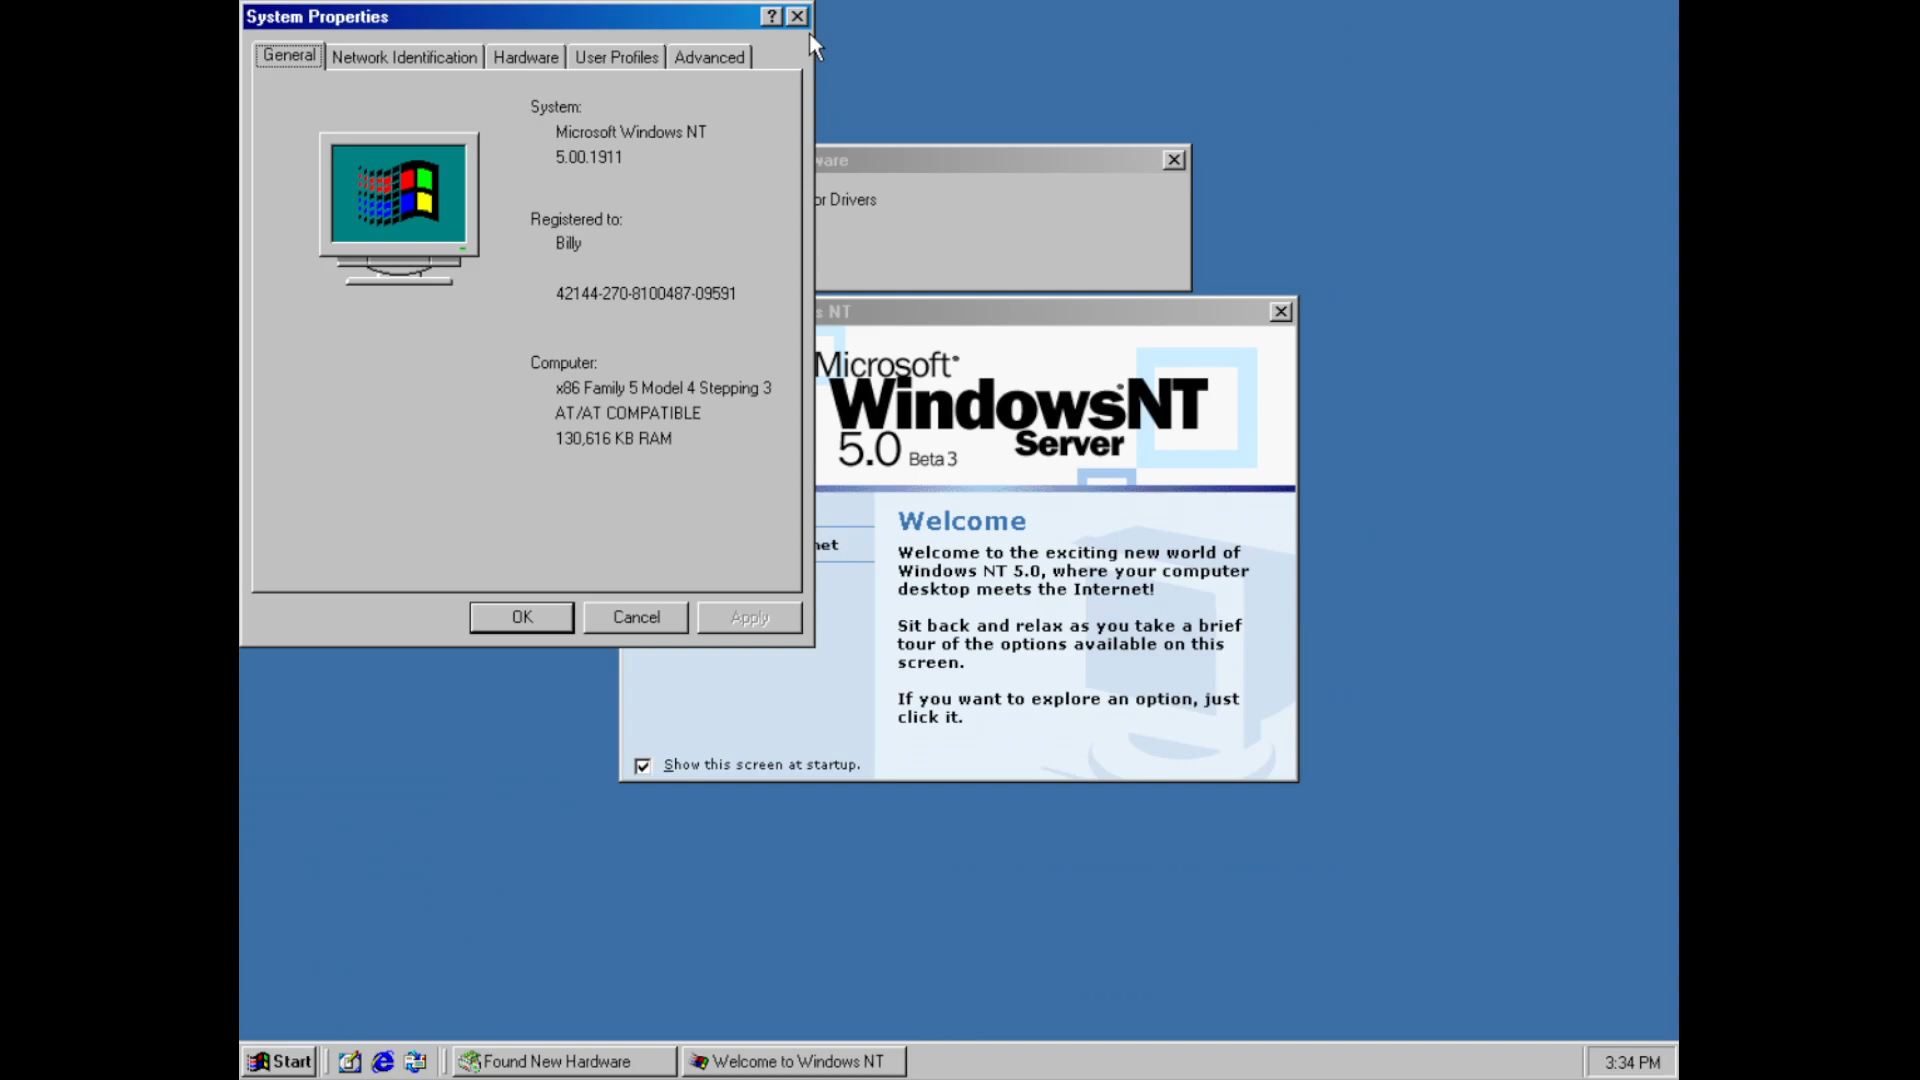 System Properties
General
Network Identification
Hardware
User Profiles
Advanced
System:
Microsoft Windows NT
5.00.1911
Registered to:
Billy
42144-270-8100487-09591
Computer:
x86 Family 5 Model 4 Stepping 3
AT/AT COMPATIBLE
130,616 KB RAM
OK
Cancel
Apply
ware
or Drivers
s NT
Microsoft®
WindowsNT
Server
5.0 Beta 3
net
Welcome
Welcome to the exciting new world of
Windows NT 5.0, where your computer
desktop meets the Internet!
Sit back and relax as you take a brief
tour of the options available on this
screen.
If you want to explore an option, just
click it.
Show this screen at startup.
Start
Found New Hardware
Welcome to Windows NT
3:34 PM